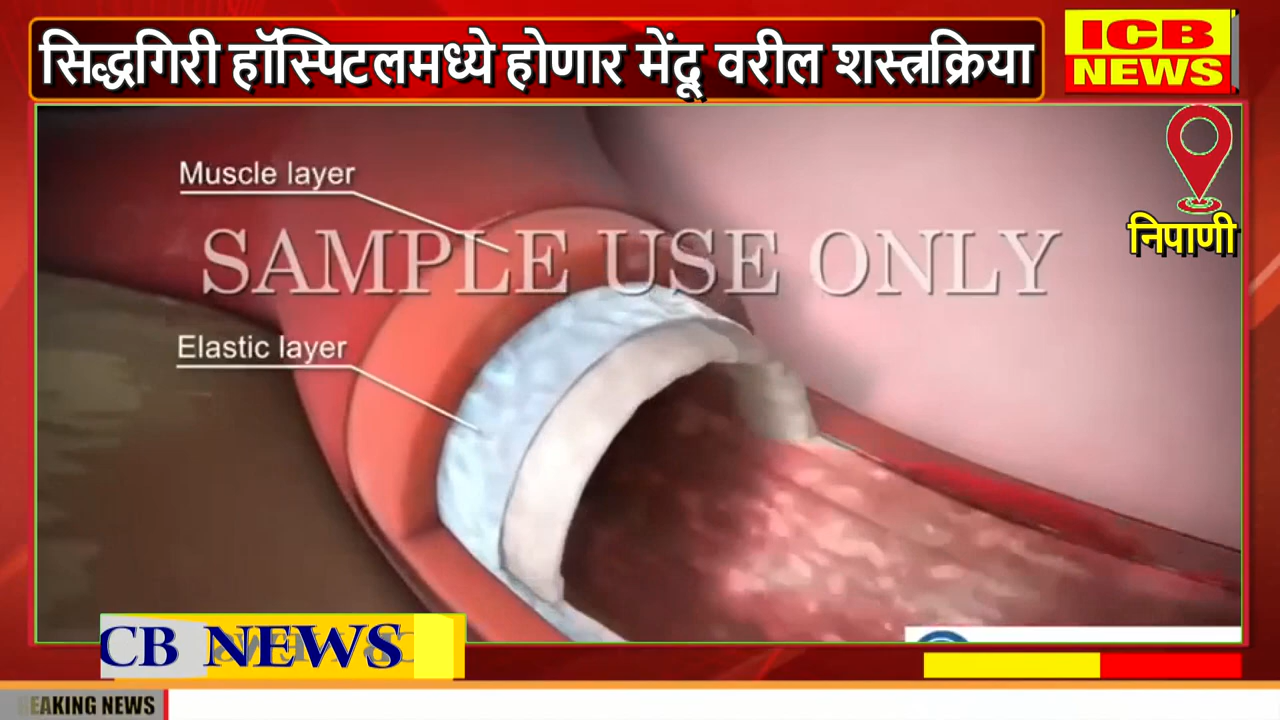 सिद्धगिरी हॉस्पिटलमध्ये होणार मेंदू वरील शस्त्रक्रिया
ICB
NEWS
Muscle layer
निपाणी
SAMPLE USE ONLY
Elastic layer
CB NEWS
EAKING NEWS